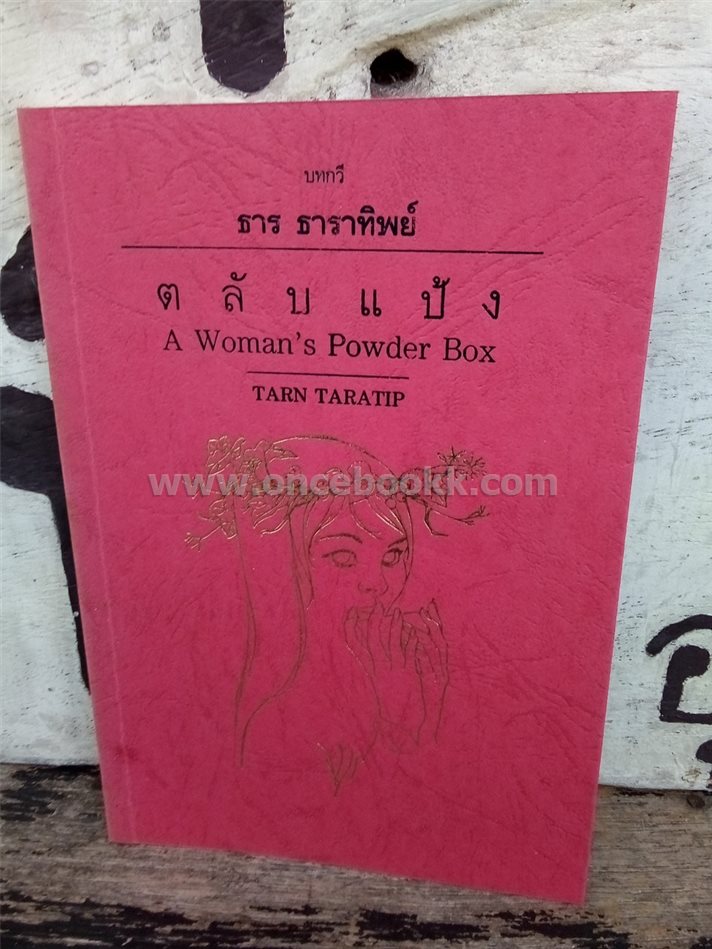 บทกวี
ธาร ธาราทิพย์
ตลับแป้ง
A Woman's Powder Box
TARN TARATIP
www.oncebookk.com